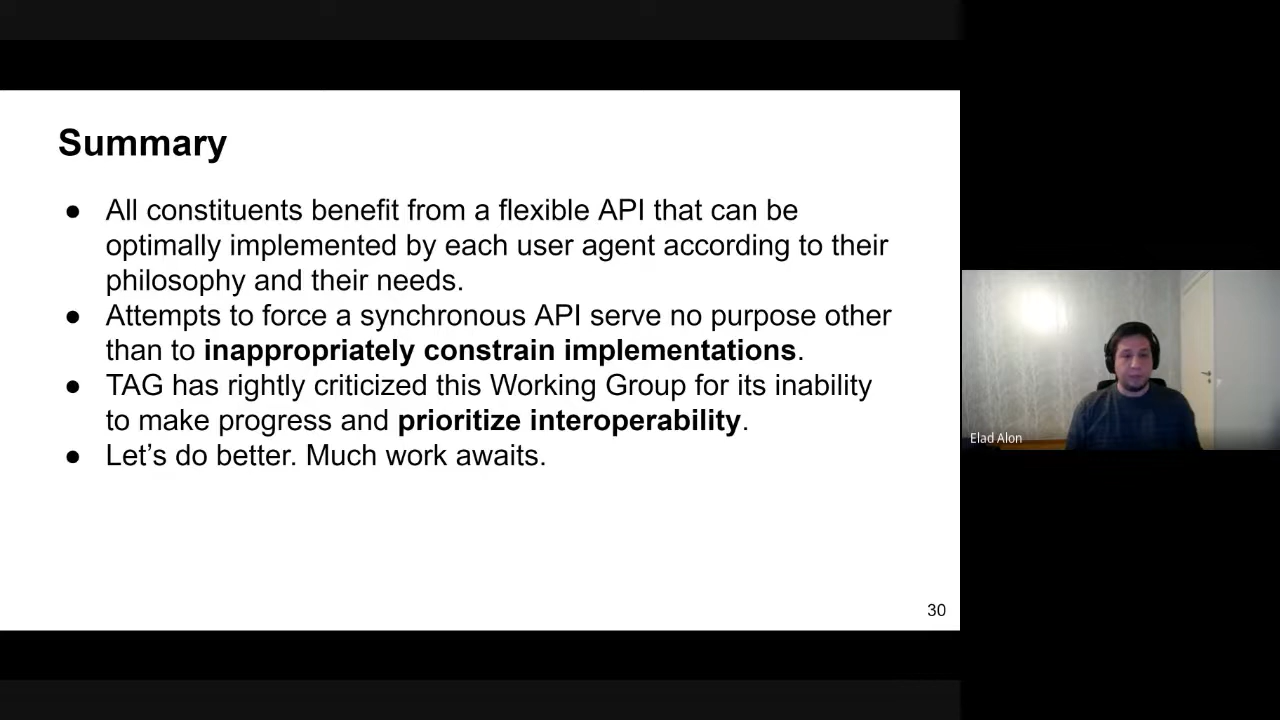 Summary
● All constituents benefit from a flexible API that can be
optimally implemented by each user agent according to their
philosophy and their needs.
● Attempts to force a synchronous API serve no purpose other
than to inappropriately constrain implementations.
● TAG has rightly criticized this Working Group for its inability
to make progress and prioritize interoperability.
● Let’s do better. Much work awaits.
30
Elad Alon